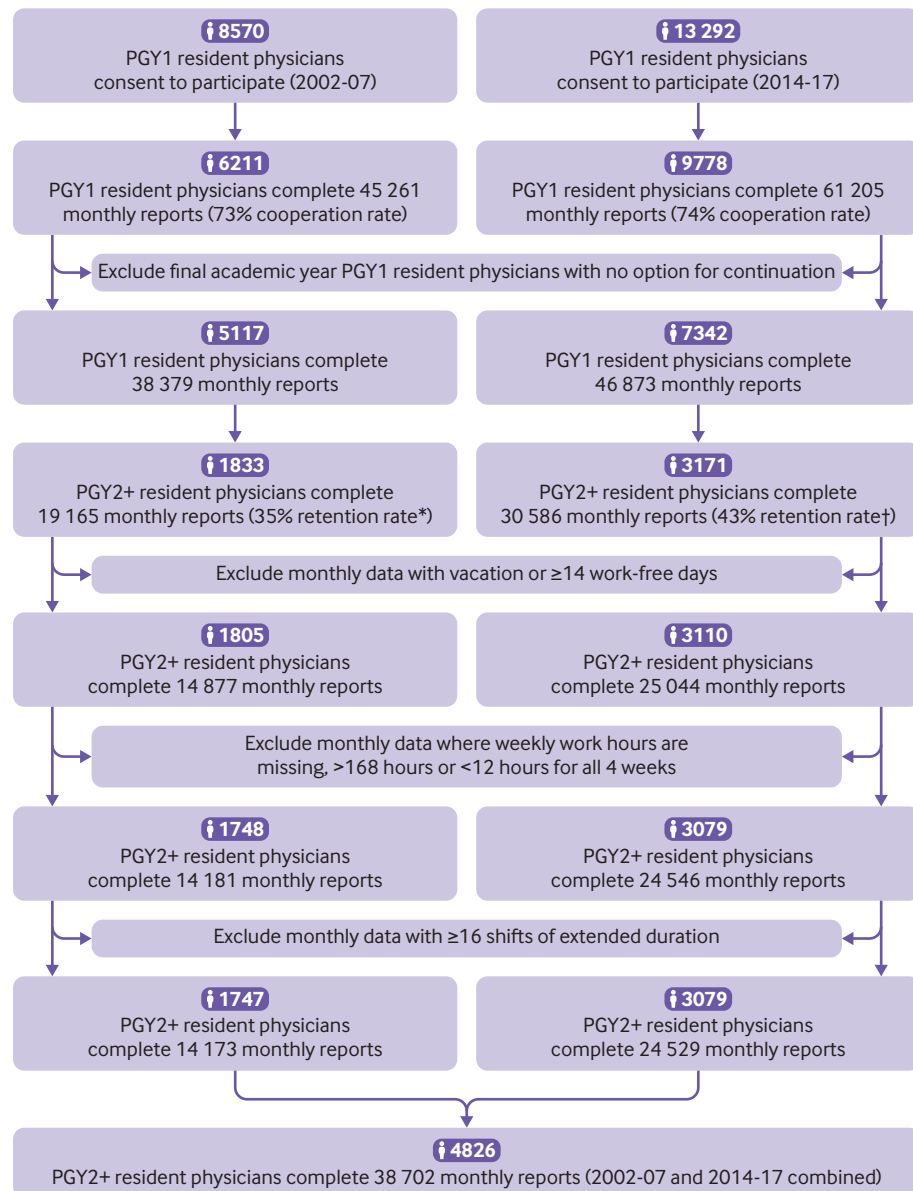 8570
PGY1 resident physicians
consent to participate (2002-07)
13 292
PGY1 resident physicians
consent to participate (2014-17)
6211
PGY1 resident physicians complete 45 261
monthly reports (73% cooperation rate)
9778
PGY1 resident physicians complete 61 205
monthly reports (74% cooperation rate)
Exclude final academic year PGY1 resident physicians with no option for continuation
5117
PGY1 resident physicians complete
38 379 monthly reports
7342
PGY1 resident physicians complete
46 873 monthly reports
1833
PGY2+ resident physicians complete
19 165 monthly reports (35% retention rate*)
3171
PGY2+ resident physicians complete
30 586 monthly reports (43% retention rate†)
Exclude monthly data with vacation or ≥14 work-free days
1805
PGY2+ resident physicians
complete 14 877 monthly reports
3110
PGY2+ resident physicians
complete 25 044 monthly reports
Exclude monthly data where weekly work hours are
missing, >168 hours or <12 hours for all 4 weeks
1748
PGY2+ resident physicians
complete 14 181 monthly reports
3079
PGY2+ resident physicians
complete 24 546 monthly reports
Exclude monthly data with ≥16 shifts of extended duration
1747
PGY2+ resident physicians
complete 14 173 monthly reports
3079
PGY2+ resident physicians
complete 24 529 monthly reports
4826
PGY2+ resident physicians complete 38 702 monthly reports (2002-07 and 2014-17 combined)